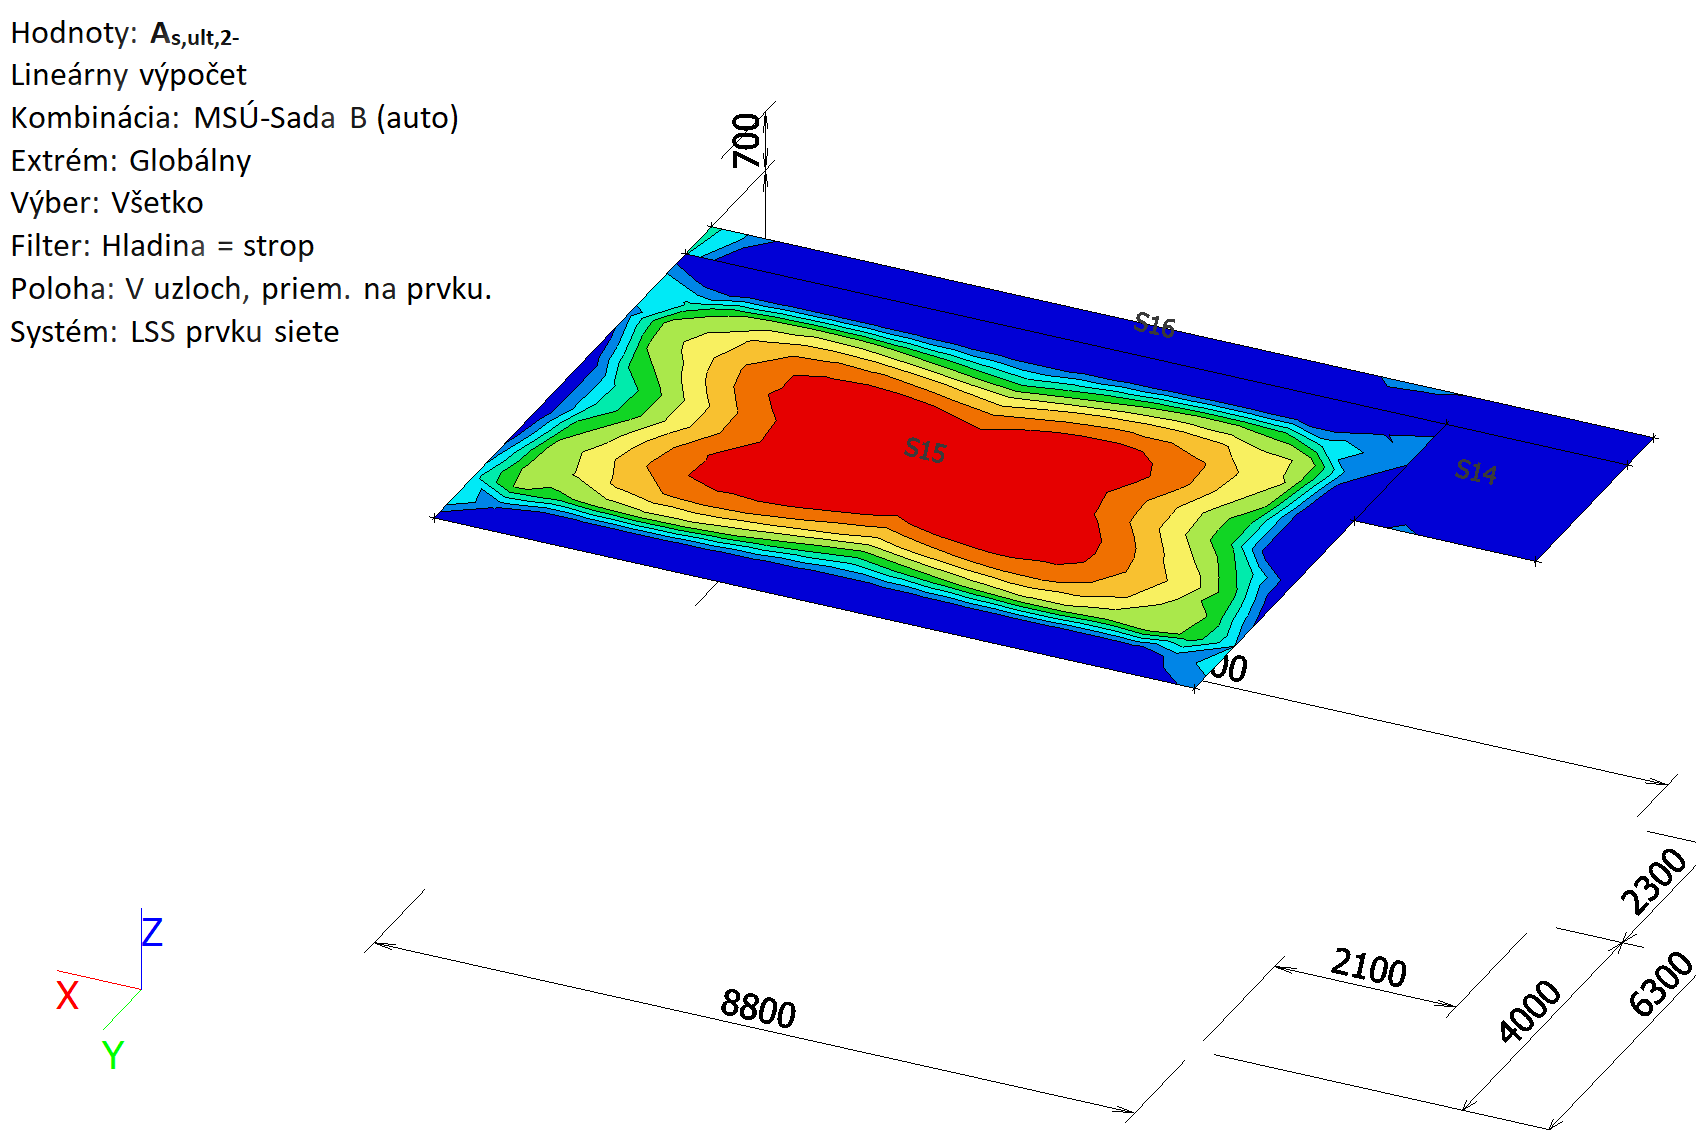 Hodnoty: As,ult,2-
Lineárny výpočet
Kombinácia: MSÚ-Sada B (auto)
Extrém: Globálny
Výber: Všetko
Filter: Hladina = strop
Poloha: V uzloch, priem. na prvku.
Systém: LSS prvku siete
700
S16
S15
S14
2300
Z
X
2100
6300
8800
4000
Y